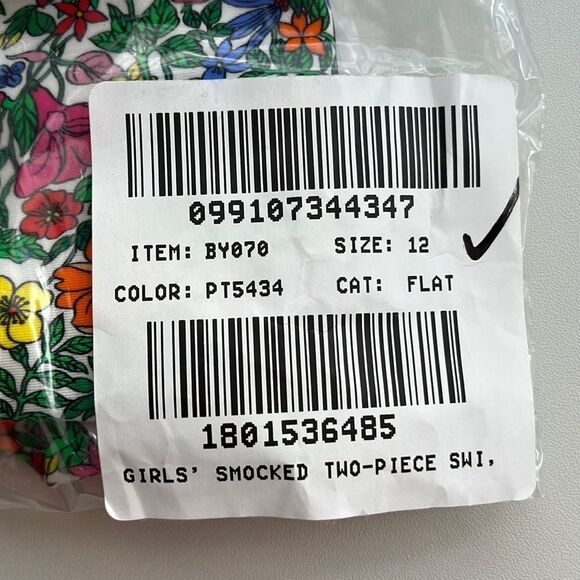 099107344347
ITEM: BY070 SIZE: 12
COLOR: PT5434 CAT: FLAT
1801536485
GIRLS' SMOCKED TWO-PIECE SWI,